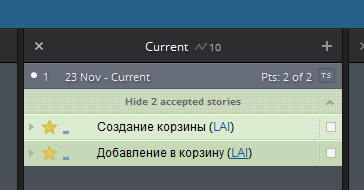 Current 10
1 23 Nov - Current Pts: 2 of 2 TS
Hide 2 accepted stories
Создание корзины (LAI)
Добавление в корзину (LAI)